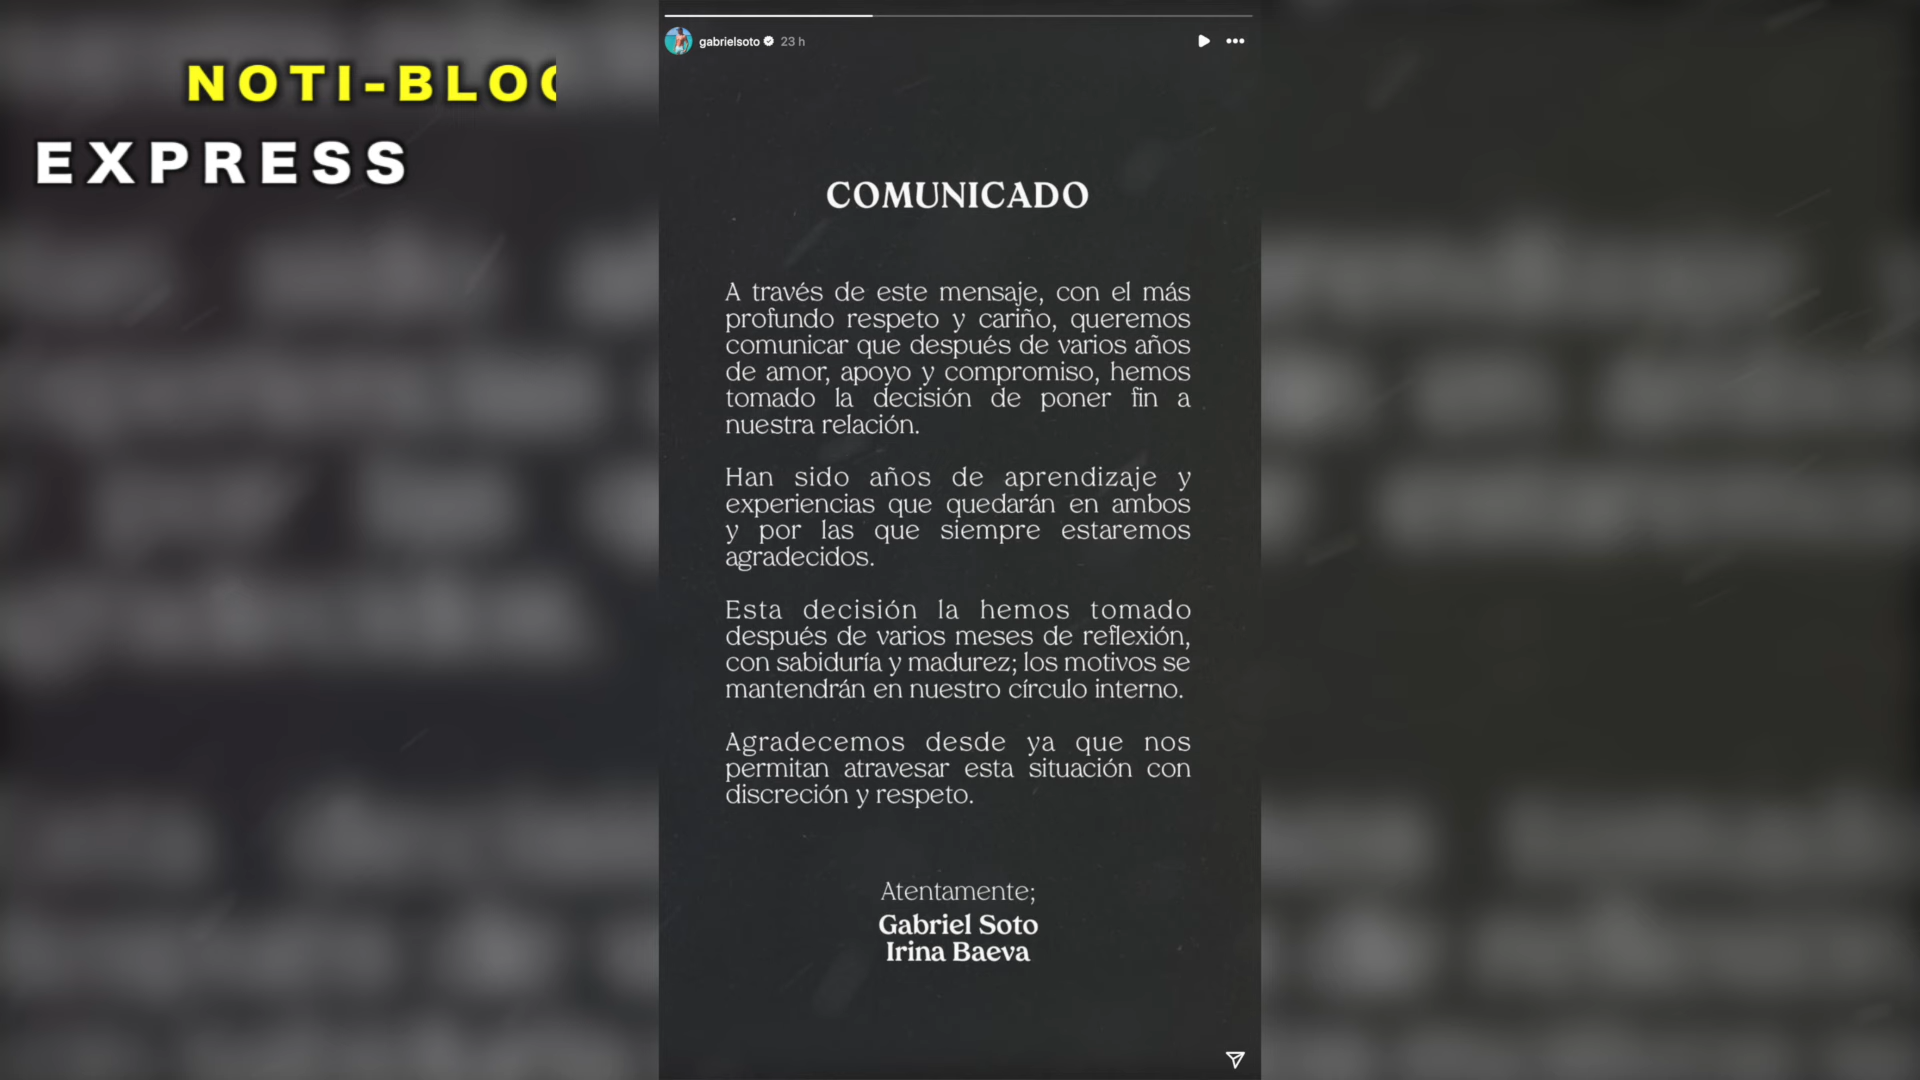 NOTI-BLOC
EXPRESS
gabrielsoto 23 h
COMUNICADO
A través de este mensaje, con el más
profundo respeto y cariño, queremos
comunicar que después de varios años
de amor, apoyo y compromiso, hemos
tomado la decisión de poner fin a
nuestra relación.
Han sido años de aprendizaje y
experiencias que quedarán en ambos
y por las que siempre estaremos
agradecidos.
Esta decisión la hemos tomado
después de varios meses de reflexión,
con sabiduría y madurez; los motivos se
mantendrán en nuestro círculo interno.
Agradecemos desde ya que nos
permitan atravesar esta situación con
discreción y respeto.
Atentamente;
Gabriel Soto
Irina Baeva